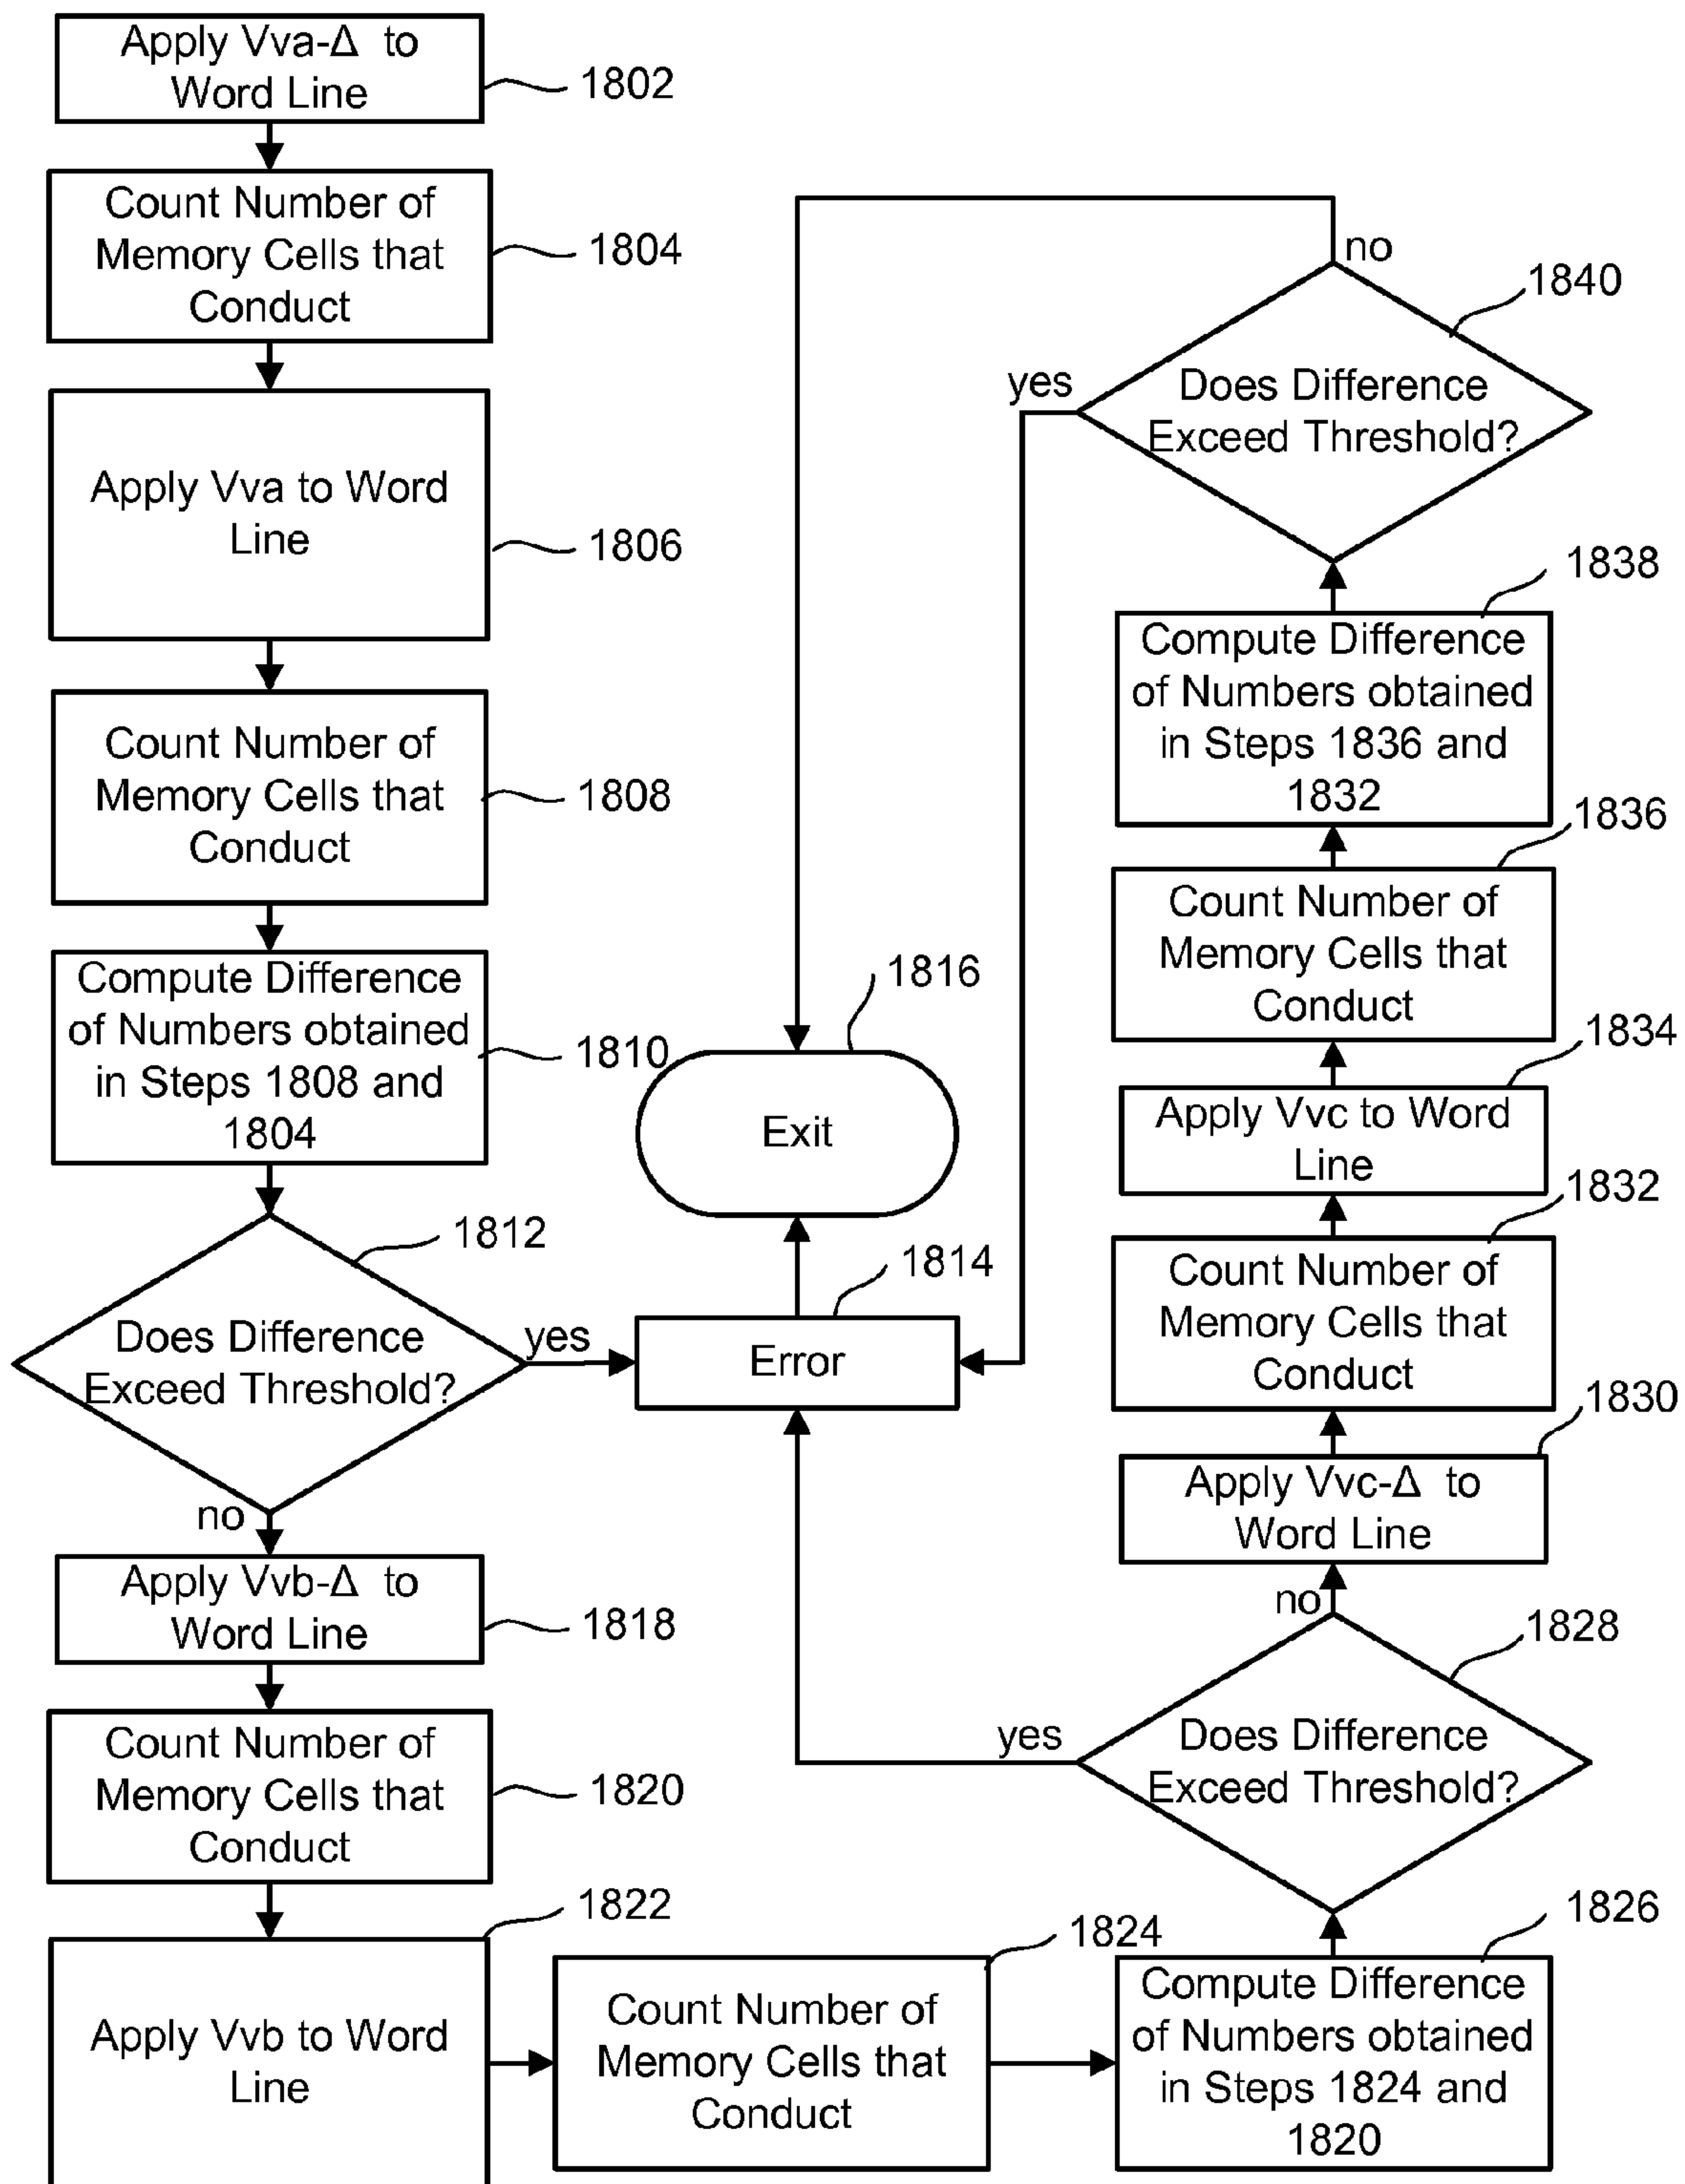 Apply Vva-Δ to
Word Line
1802
Count Number of
Memory Cells that
Conduct
1804
Apply Vva to Word
Line
1806
Count Number of
Memory Cells that
Conduct
1808
Compute Difference
of Numbers obtained
in Steps 1808 and
1804
1810
Does Difference
Exceed Threshold?
1812
yes
no
Error
1814
Exit
1816
Apply Vvb-Δ to
Word Line
1818
Count Number of
Memory Cells that
Conduct
1820
Apply Vvb to Word
Line
1822
Count Number of
Memory Cells that
Conduct
1824
Compute Difference
of Numbers obtained
in Steps 1824 and
1820
1826
Does Difference
Exceed Threshold?
1828
yes
no
Apply Vvc-Δ to
Word Line
1830
Count Number of
Memory Cells that
Conduct
1832
Apply Vvc to Word
Line
1834
Count Number of
Memory Cells that
Conduct
1836
Compute Difference
of Numbers obtained
in Steps 1836 and
1832
1838
Does Difference
Exceed Threshold?
1840
yes
no